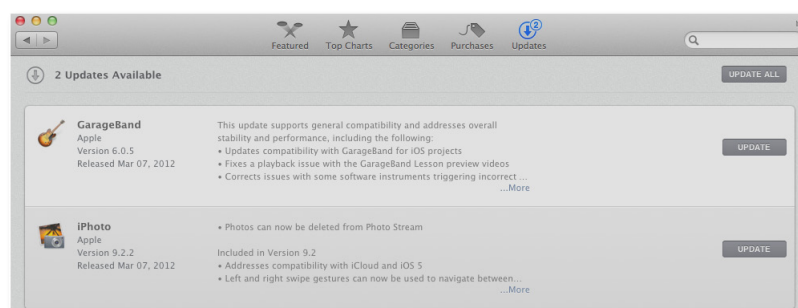 2
Featured Top Charts Categories Purchases Updates
2 Updates Available UPDATE ALL
GarageBand
Apple
Version 6.0.5
Released Mar 07, 2012
This update supports general compatibility and addresses overall
stability and performance, including the following:
• Updates compatibility with GarageBand for iOS projects
• Fixes a playback issue with the GarageBand Lesson preview videos
• Corrects issues with some software instruments triggering incorrect ...
...More
UPDATE
iPhoto
Apple
Version 9.2.2
Released Mar 07, 2012
• Photos can now be deleted from Photo Stream
Included in Version 9.2
• Addresses compatibility with iCloud and iOS 5
• Left and right swipe gestures can now be used to navigate between...
...More
UPDATE